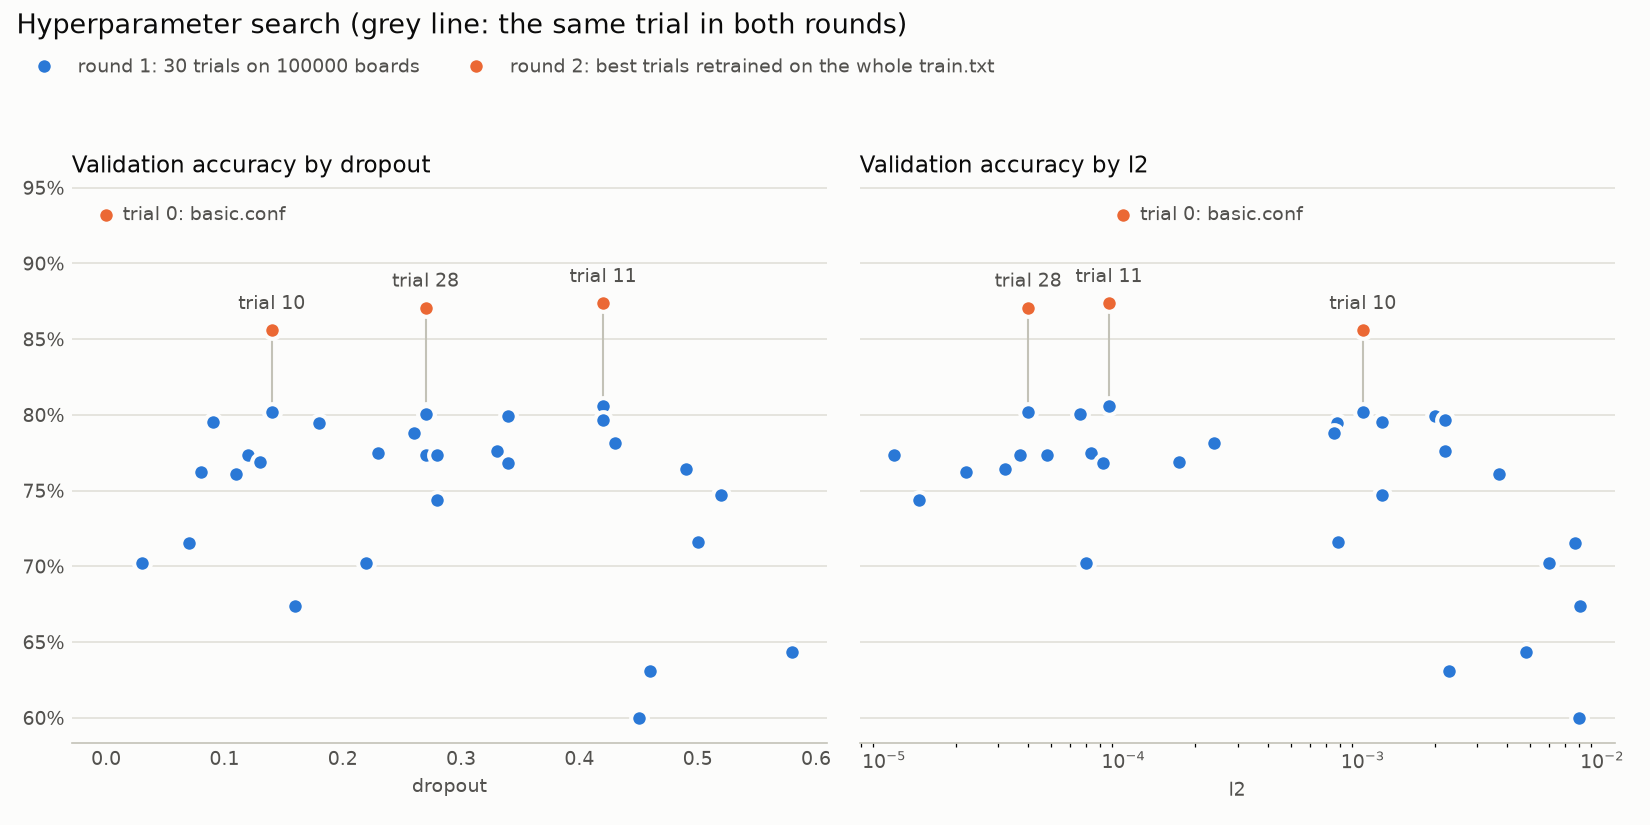 Hyperparameter search (grey line: the same trial in both rounds)
round 1: 30 trials on 100000 boards
round 2: best trials retrained on the whole train.txt
Validation accuracy by dropout
95%
90%
85%
80%
75%
70%
65%
60%
trial 0: basic.conf
trial 28
trial 11
trial 10
0.0 0.1 0.2 0.3 0.4 0.5 0.6
dropout
Validation accuracy by l2
trial 0: basic.conf
trial 28 trial 11
trial 10
10⁻⁵ 10⁻⁴ 10⁻³ 10⁻²
l2